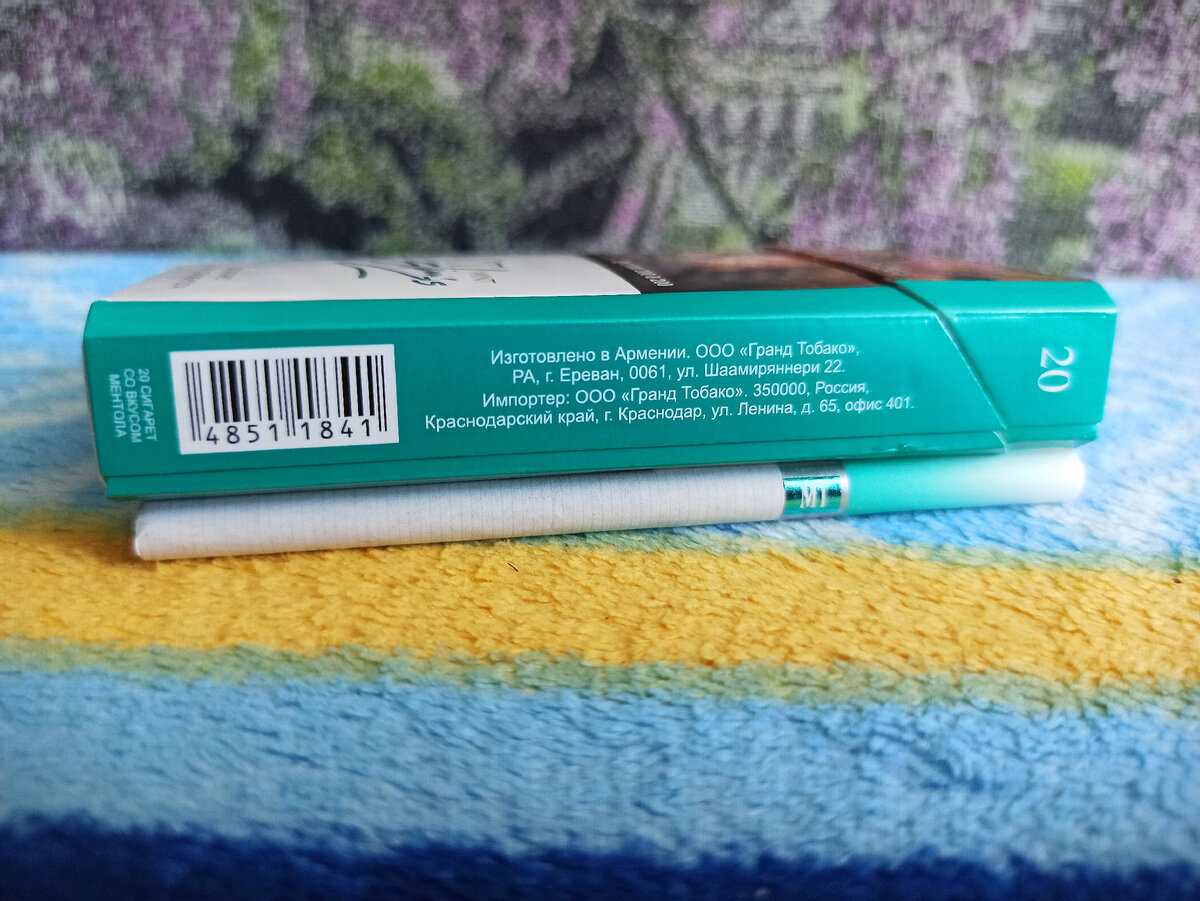 Изготовлено в Армении. ООО «Гранд Тобако»,
РА, г. Ереван, 0061, ул. Шаамиряннери 22.
Импортер: ООО «Гранд Тобако». 350000, Россия,
Краснодарский край, г. Краснодар, ул. Ленина, д. 65, офис 401.
20
4851 1841
20 СИГАРЕТ
СО ВКУСОМ
МЕНТОЛА
MT